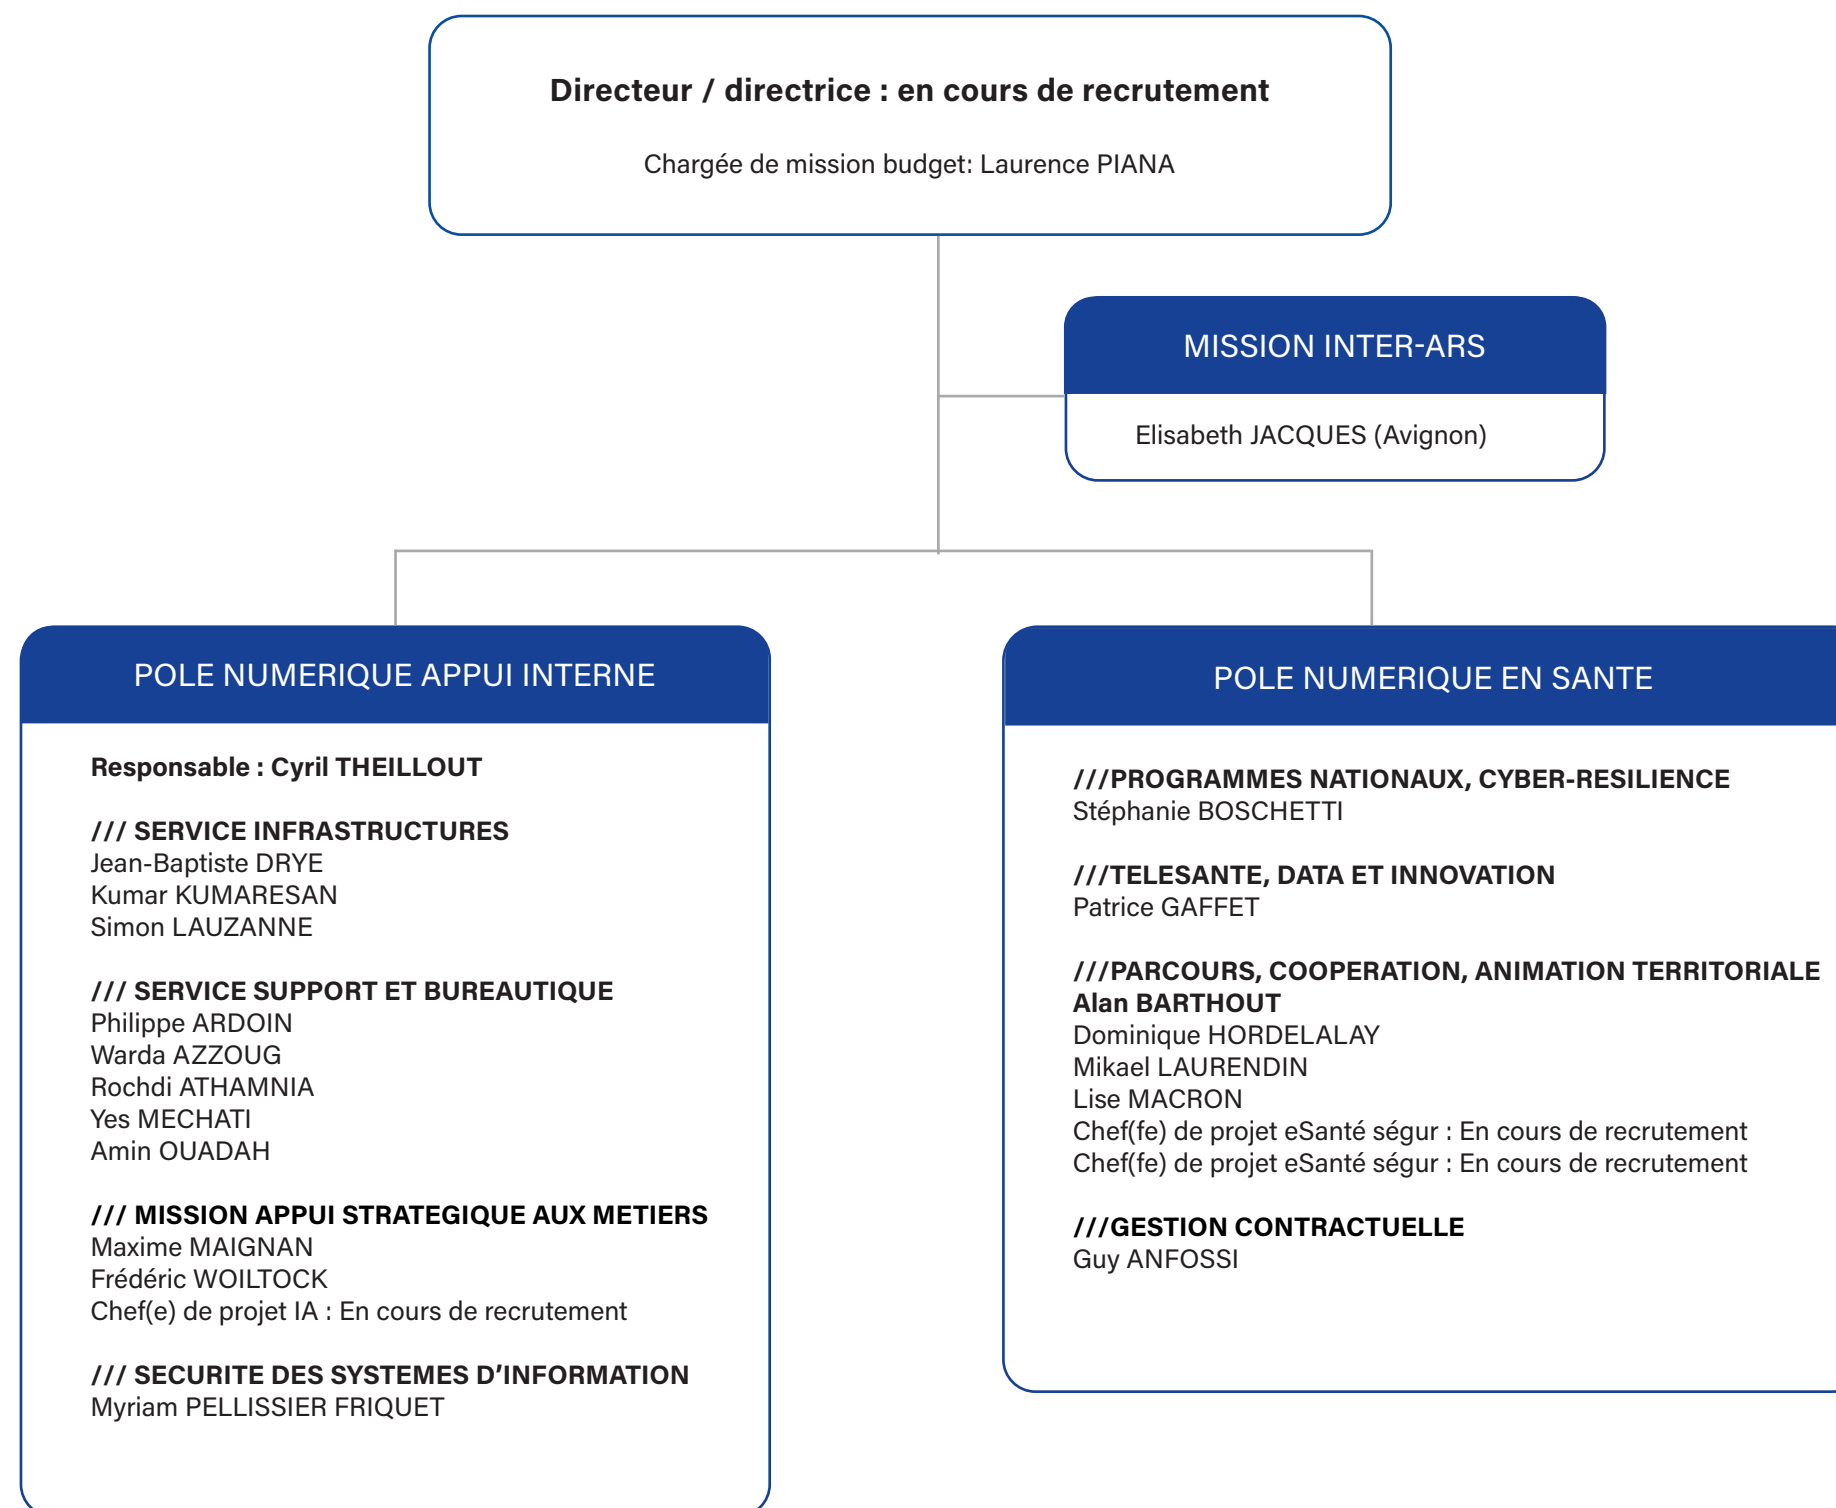 Directeur / directrice : en cours de recrutement
Chargée de mission budget: Laurence PIANA
MISSION INTER-ARS
Elisabeth JACQUES (Avignon)
POLE NUMERIQUE APPUI INTERNE
Responsable : Cyril THEILLOUT
/// SERVICE INFRASTRUCTURES
Jean-Baptiste DRYE
Kumar KUMARESAN
Simon LAUZANNE
/// SERVICE SUPPORT ET BUREAUTIQUE
Philippe ARDOIN
Warda AZZOUG
Rochdi ATHAMNIA
Yes MECHATI
Amin OUADAH
/// MISSION APPUI STRATEGIQUE AUX METIERS
Maxime MAIGNAN
Frédéric WOILTOCK
Chef(e) de projet IA : En cours de recrutement
/// SECURITE DES SYSTEMES D’INFORMATION
Myriam PELLISSIER FRIQUET
POLE NUMERIQUE EN SANTE
///PROGRAMMES NATIONAUX, CYBER-RESILIENCE
Stéphanie BOSCHETTI
///TELESANTE, DATA ET INNOVATION
Patrice GAFFET
///PARCOURS, COOPERATION, ANIMATION TERRITORIALE
Alan BARTHOUT
Dominique HORDELALAY
Mikael LAURENDIN
Lise MACRON
Chef(fe) de projet eSanté ségur : En cours de recrutement
Chef(fe) de projet eSanté ségur : En cours de recrutement
///GESTION CONTRACTUELLE
Guy ANFOSSI